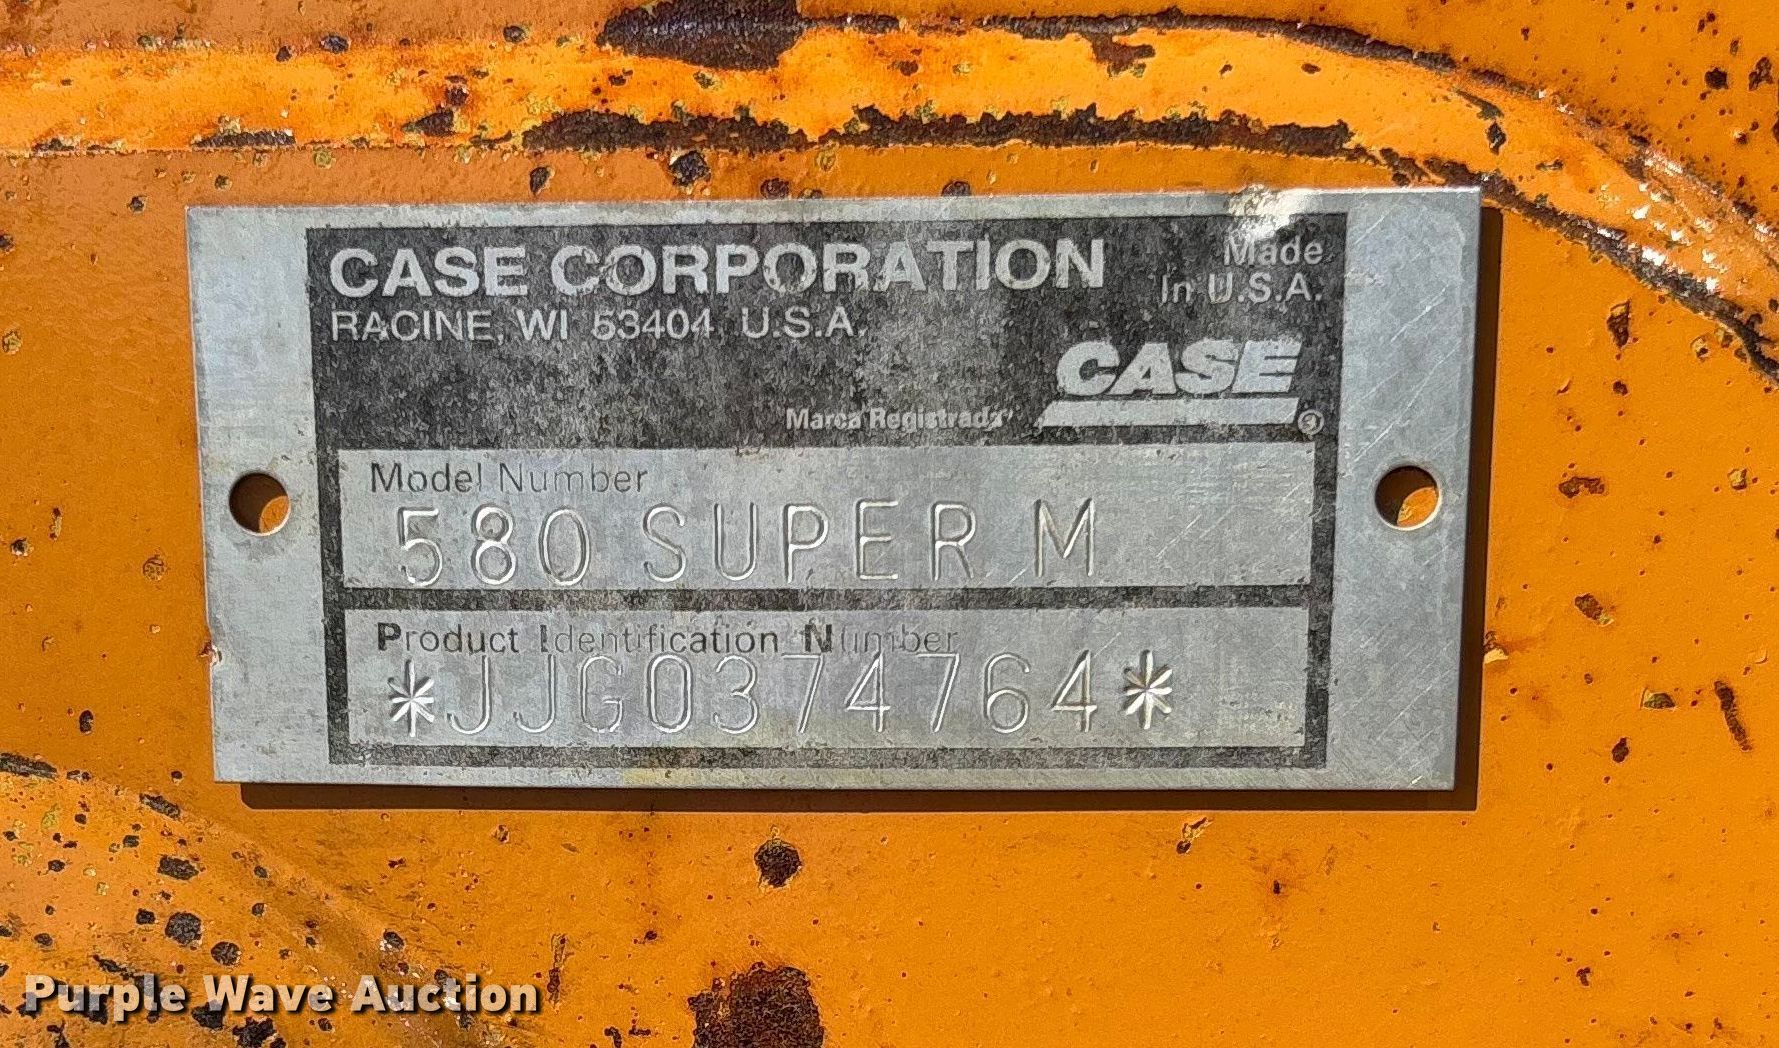 CASE CORPORATION
Made
in U.S.A.
RACINE, WI 53404 U.S.A.
CASE
Marca Registrada
®
Model Number
580 SUPER M
Product Identification Number
*JJG0374764*
Purple Wave Auction